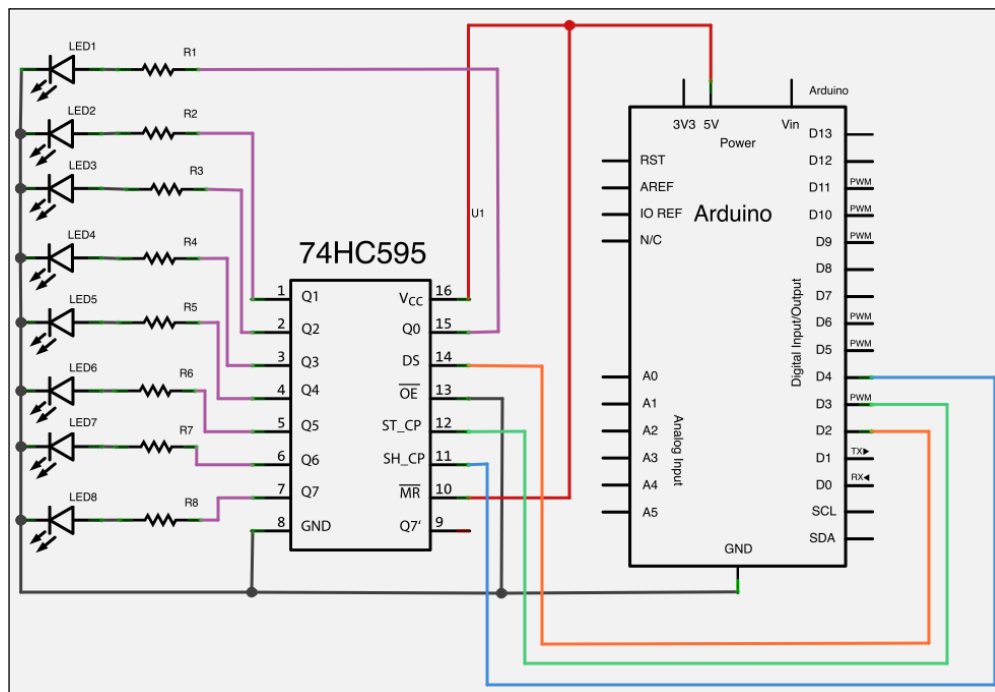 LED1
R1
LED2
R2
LED3
R3
LED4
R4
LED5
R5
LED6
R6
LED7
R7
LED8
R8
74HC595
U1
1 Q1
2 Q2
3 Q3
4 Q4
5 Q5
6 Q6
7 Q7
8 GND
VCC 16
Q0 15
DS 14
OE 13
ST_CP 12
SH_CP 11
MR 10
Q7' 9
Arduino
3V3 5V Vin
Power
Arduino
RST
AREF
IO REF
N/C
A0
A1
A2
A3
A4
A5
Analog Input
Digital Input/Output
D13
D12
D11 PWM
D10 PWM
D9 PWM
D8
D7
D6 PWM
D5 PWM
D4
D3 PWM
D2
D1 TX▶
D0 RX◀
SCL
SDA
GND